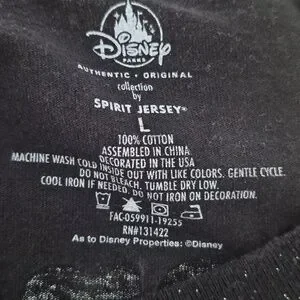 Disney
PARKS
AUTHENTIC • ORIGINAL
collection
by
SPIRIT JERSEY®
L
100% COTTON
ASSEMBLED IN CHINA
DECORATED IN THE USA
MACHINE WASH COLD INSIDE OUT WITH LIKE COLORS. GENTLE CYCLE.
DO NOT BLEACH. TUMBLE DRY LOW.
COOL IRON IF NEEDED. DO NOT IRON ON DECORATION.
FAC-059911-19255
RN#131422
As to Disney Properties: ©Disney